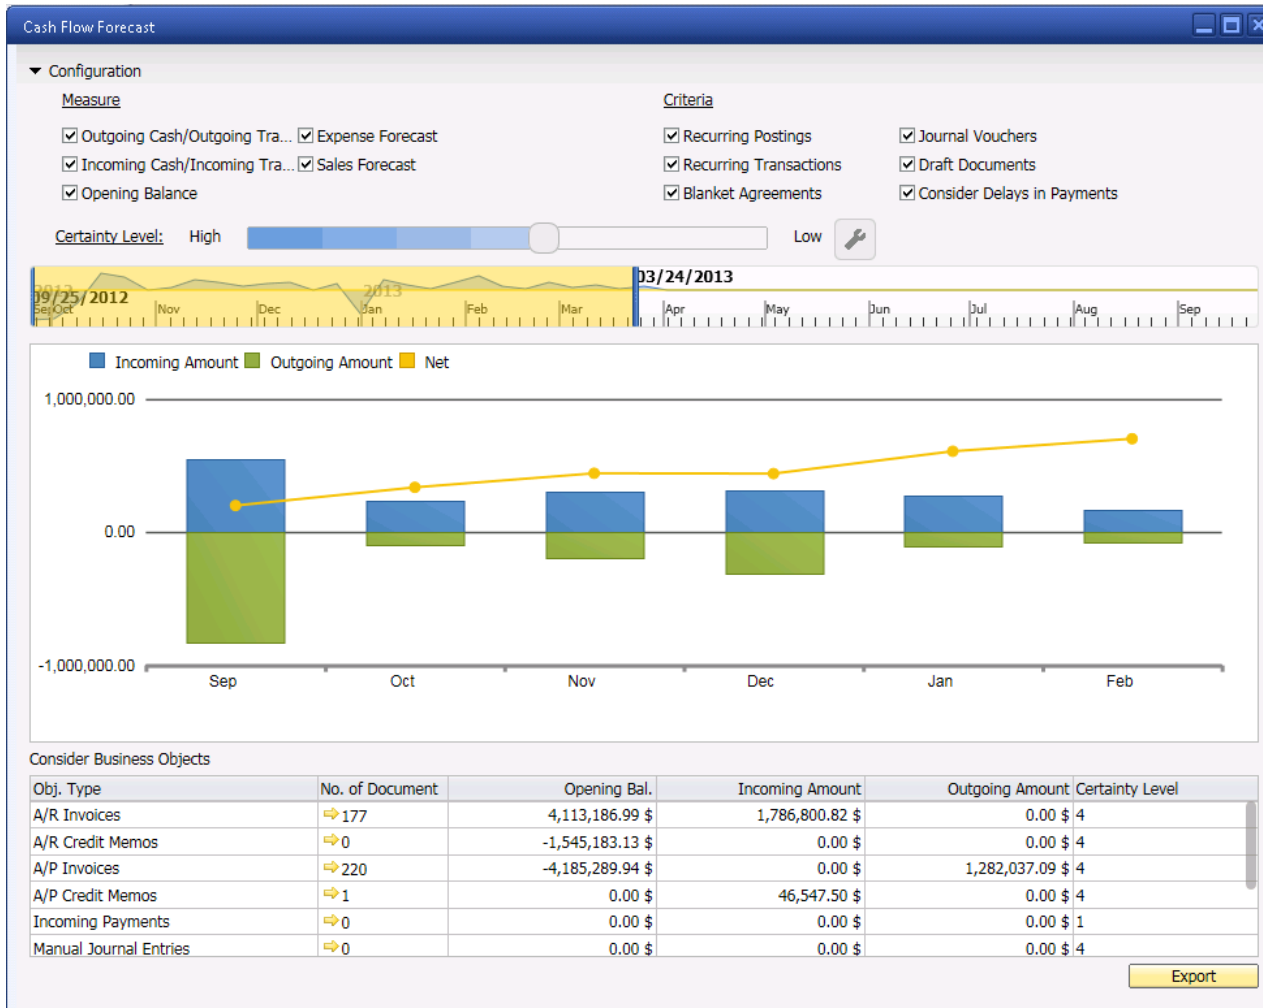 Cash Flow Forecast
Configuration
Measure Criteria
Outgoing Cash/Outgoing Tra... Expense Forecast Recurring Postings Journal Vouchers
Incoming Cash/Incoming Tra... Sales Forecast Recurring Transactions Draft Documents
Opening Balance Blanket Agreements Consider Delays in Payments
Certainty Level: High Low
03/24/2013
2013
09/25/2012
Oct Nov Dec Jan Feb Mar Apr May Jun Jul Aug Sep
Incoming Amount Outgoing Amount Net
1,000,000.00
0.00
-1,000,000.00
Sep Oct Nov Dec Jan Feb
Consider Business Objects
Obj. Type No. of Document Opening Bal. Incoming Amount Outgoing Amount Certainty Level
A/R Invoices 177 4,113,186.99 $ 1,786,800.82 $ 0.00 $ 4
A/R Credit Memos 0 -1,545,183.13 $ 0.00 $ 0.00 $ 4
A/P Invoices 220 -4,185,289.94 $ 0.00 $ 1,282,037.09 $ 4
A/P Credit Memos 1 0.00 $ 46,547.50 $ 0.00 $ 4
Incoming Payments 0 0.00 $ 0.00 $ 0.00 $ 1
Manual Journal Entries 0 0.00 $ 0.00 $ 0.00 $ 4
Export